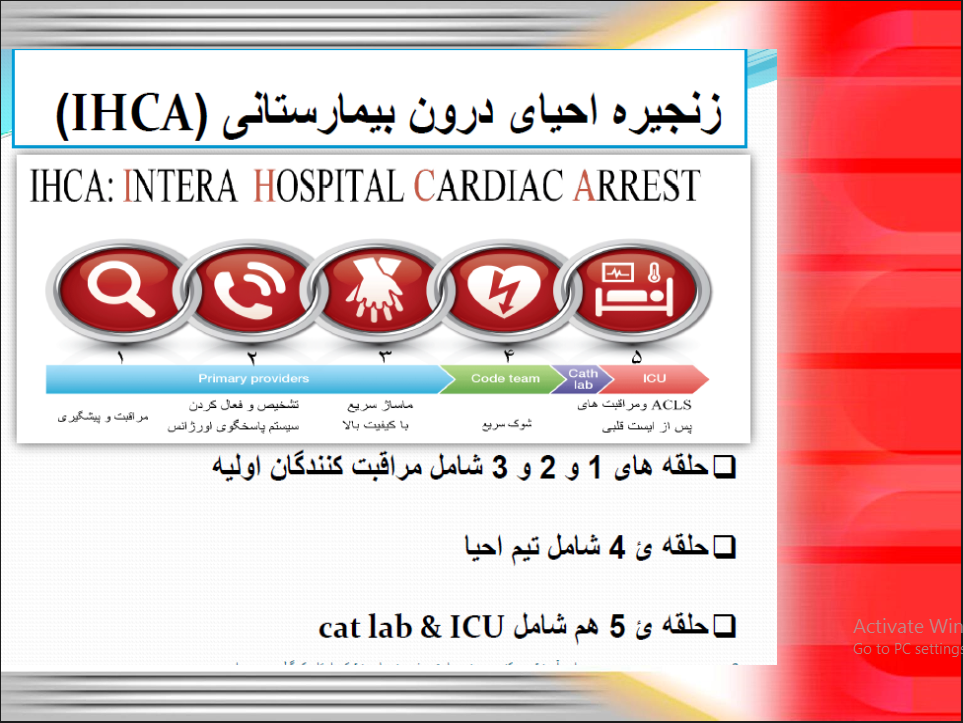 زنجیره احیای درون بیمارستانی (IHCA)
IHCA: INTERA HOSPITAL CARDIAC ARREST
۱ ۲ ۳ ۴ ۵
Primary providers Code team Cath lab ICU
مراقبت و پیشگیری
تشخیص و فعال کردن
سیستم پاسخگوی اورژانس
ماساژ سریع
با کیفیت بالا
شوک سریع
ACLS ومراقبت های
پس از ایست قلبی
حلقه های 1 و 2 و 3 شامل مراقبت کنندگان اولیه
حلقه ئ 4 شامل تیم احیا
حلقه ئ 5 هم شامل cat lab & ICU
Activate Win
Go to PC settings